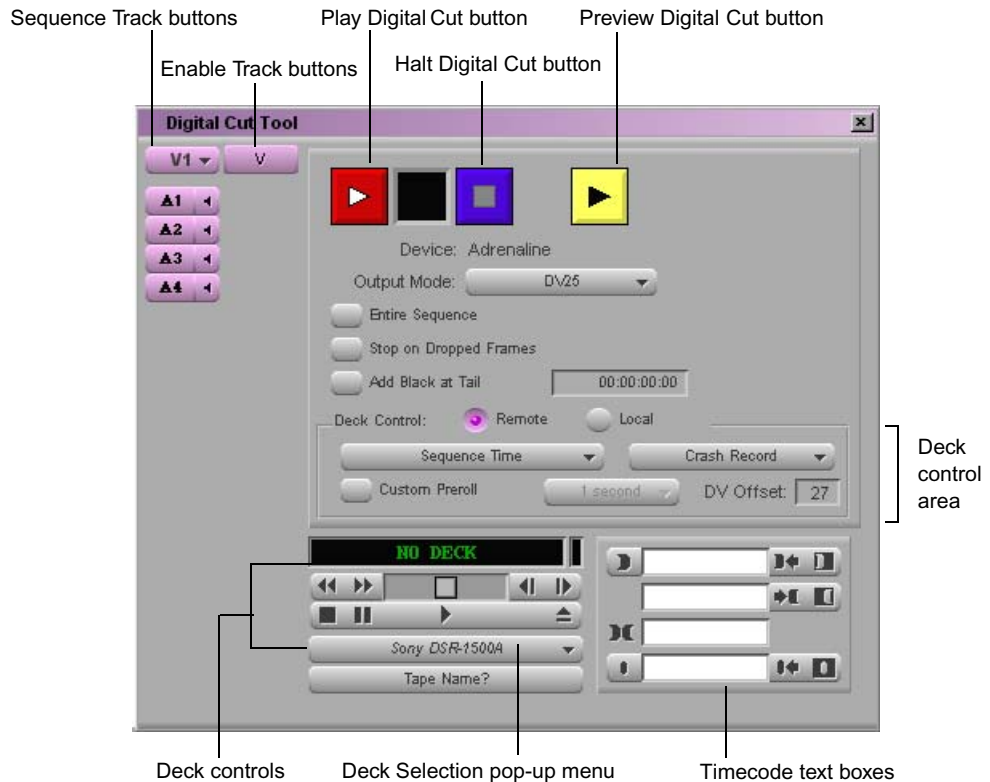 Sequence Track buttons
Play Digital Cut button
Preview Digital Cut button
Enable Track buttons
Halt Digital Cut button
Digital Cut Tool
V1
V
A1
A2
A3
A4
Device: Adrenaline
Output Mode: DV25
Entire Sequence
Stop on Dropped Frames
Add Black at Tail 00:00:00:00
Deck Control: Remote Local
Sequence Time Crash Record
Custom Preroll 1 second DV Offset: 27
Deck
control
area
NO DECK
Sony DSR-1500A
Tape Name?
Deck controls
Deck Selection pop-up menu
Timecode text boxes